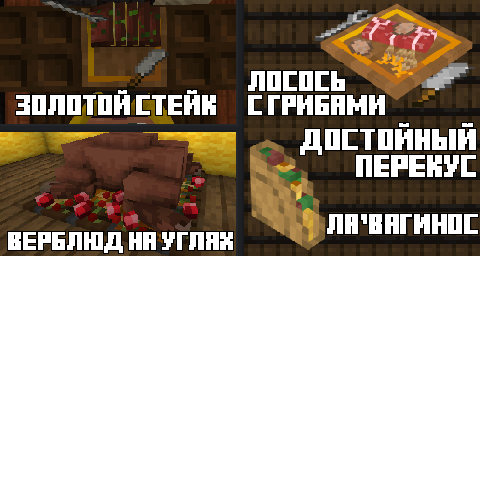 ЗОЛОТОЙ СТЕЙК
ЛОСОСЬ
С ГРИБАМИ
ДОСТОЙНЫЙ
ПЕРЕКУС
ВЕРБЛЮД НА УГЛЯХ
ЛА'ВАГИНОС